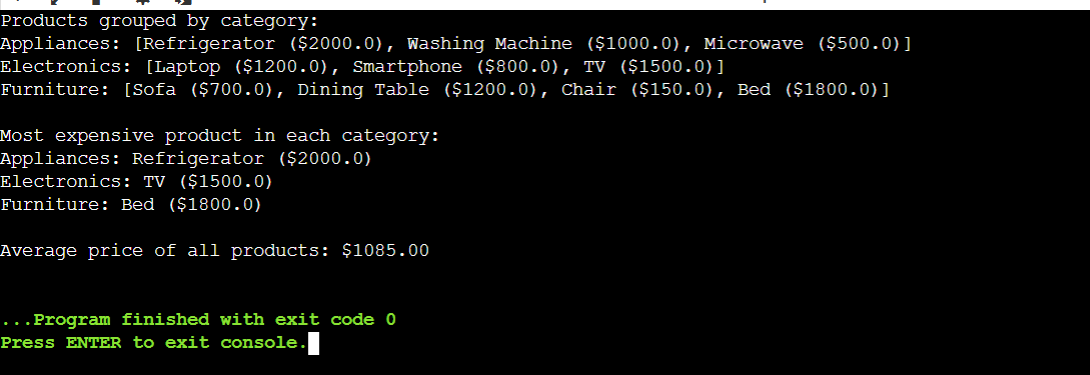 Products grouped by category:
Appliances: [Refrigerator ($2000.0), Washing Machine ($1000.0), Microwave ($500.0)]
Electronics: [Laptop ($1200.0), Smartphone ($800.0), TV ($1500.0)]
Furniture: [Sofa ($700.0), Dining Table ($1200.0), Chair ($150.0), Bed ($1800.0)]
Most expensive product in each category:
Appliances: Refrigerator ($2000.0)
Electronics: TV ($1500.0)
Furniture: Bed ($1800.0)
Average price of all products: $1085.00
...Program finished with exit code 0
Press ENTER to exit console.